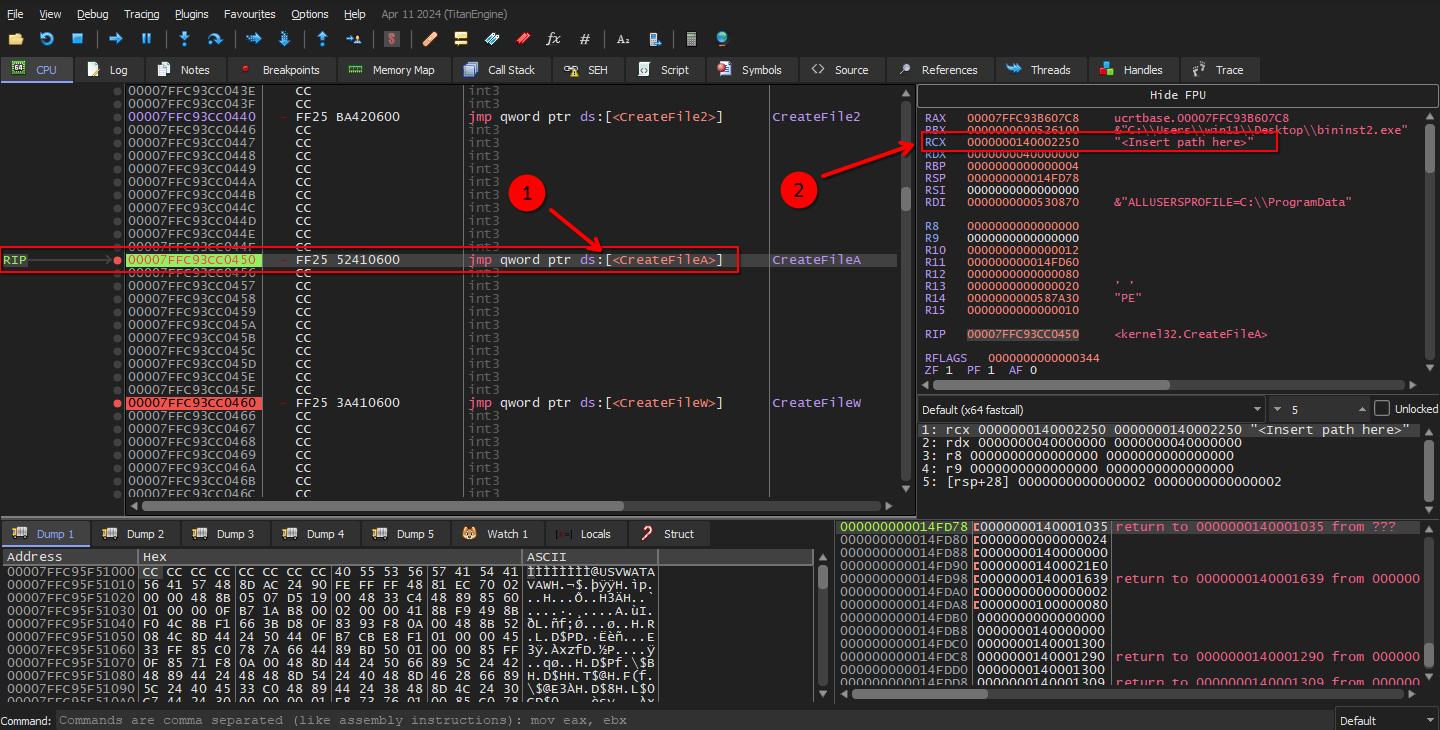 File View Debug Tracing Plugins Favourites Options Help Apr 11 2024 (TitanEngine)
CPU Log Notes Breakpoints Memory Map Call Stack SEH Script Symbols Source References Threads Handles Trace
00007FFC93CC043E CC int3
00007FFC93CC043F CC int3
00007FFC93CC0440 FF25 BA420600 jmp qword ptr ds:[<CreateFile2>] CreateFile2
00007FFC93CC0446 CC int3
00007FFC93CC0447 CC int3
00007FFC93CC0448 CC int3
00007FFC93CC0449 CC int3
00007FFC93CC044A CC int3
00007FFC93CC044B CC int3
00007FFC93CC044C CC int3
00007FFC93CC044D CC int3
00007FFC93CC044E CC int3
00007FFC93CC044F CC int3
RIP 00007FFC93CC0450 FF25 52410600 jmp qword ptr ds:[<CreateFileA>] CreateFileA
00007FFC93CC0456 CC int3
00007FFC93CC0457 CC int3
00007FFC93CC0458 CC int3
00007FFC93CC0459 CC int3
00007FFC93CC045A CC int3
00007FFC93CC045B CC int3
00007FFC93CC045C CC int3
00007FFC93CC045D CC int3
00007FFC93CC045E CC int3
00007FFC93CC045F CC int3
00007FFC93CC0460 FF25 3A410600 jmp qword ptr ds:[<CreateFileW>] CreateFileW
00007FFC93CC0466 CC int3
00007FFC93CC0467 CC int3
00007FFC93CC0468 CC int3
00007FFC93CC0469 CC int3
00007FFC93CC046A CC int3
00007FFC93CC046B CC int3
00007FFC93CC046C CC int3
1
2
Hide FPU
RAX 00007FFC93B607C8 ucrtbase.00007FFC93B607C8
RBX 0000000000526100 &"C:\\Users\\win11\\Desktop\\bininst2.exe"
RCX 0000000140002250 "<Insert path here>"
RDX 0000000040000000
RBP 0000000000000004
RSP 000000000014FD78
RSI 0000000000000000
RDI 0000000000530870 &"ALLUSERSPROFILE=C:\\ProgramData"
R8 0000000000000000
R9 0000000000000000
R10 0000000000000012
R11 000000000014FD60
R12 0000000000000080
R13 0000000000000020 ' '
R14 0000000000587A30 "PE"
R15 0000000000000010
RIP 00007FFC93CC0450 <kernel32.CreateFileA>
RFLAGS 0000000000000344
ZF 1 PF 1 AF 0
Default (x64 fastcall) 5 Unlocked
1: rcx 0000000140002250 0000000140002250 "<Insert path here>"
2: rdx 0000000040000000 0000000040000000
3: r8 0000000000000000 0000000000000000
4: r9 0000000000000000 0000000000000000
5: [rsp+28] 0000000000000002 0000000000000002
Dump 1 Dump 2 Dump 3 Dump 4 Dump 5 Watch 1 Locals Struct
Address Hex ASCII
00007FFC95F51000 CC CC CC CC CC CC CC CC 40 55 53 56 57 41 54 41 ÌÌÌÌÌÌÌÌ@USVWATA
00007FFC95F51010 56 41 57 48 8D AC 24 90 FE FF FF 48 81 EC 70 02 VAWH.¬$.þÿÿH.ìp.
00007FFC95F51020 00 00 48 8B 05 07 D5 19 00 48 33 C4 48 89 85 60 ..H...Õ..H3ÄH..`
00007FFC95F51030 01 00 00 0F B7 1A B8 00 02 00 00 41 8B F9 49 8B ....·.¸....A.ùI.
00007FFC95F51040 F0 4C 8B F1 66 3B D8 0F 83 93 F8 0A 00 48 8B 52 ðL.ñf;Ø...ø..H.R
00007FFC95F51050 08 4C 8D 44 24 50 44 0F B7 CB E8 F1 01 00 00 45 .L.D$PD.·Ëèñ...E
00007FFC95F51060 33 FF 85 C0 78 7A 66 44 89 BD 50 01 00 00 85 FF 3ÿ.ÀxzfD.½P....ÿ
00007FFC95F51070 0F 85 71 F8 0A 00 48 8D 44 24 50 66 89 5C 24 42 ..qø..H.D$Pf.\$B
00007FFC95F51080 48 89 44 24 48 48 8D 54 24 40 48 8D 46 28 66 89 H.D$HH.T$@H.F(f.
00007FFC95F51090 5C 24 40 45 33 C0 48 89 44 24 38 48 8D 4C 24 30 \$@E3ÀH.D$8H.L$0
000000000014FD78 0000000140001035 return to 0000000140001035 from ???
000000000014FD80 0000000000000024
000000000014FD88 0000000140000000
000000000014FD90 00000001400021E0
000000000014FD98 0000000140001639 return to 0000000140001639 from 000000
000000000014FDA0 0000000000000002
000000000014FDA8 0000000100000080
000000000014FDB0 0000000000000000
000000000014FDB8 0000000140000000
000000000014FDC0 0000000140001300
000000000014FDC8 0000000140001290 return to 0000000140001290 from 000000
000000000014FDD0 0000000140001300
000000000014FDD8 0000000140001309 return to 0000000140001309 from 000000
Command: Commands are comma separated (like assembly instructions): mov eax, ebx Default